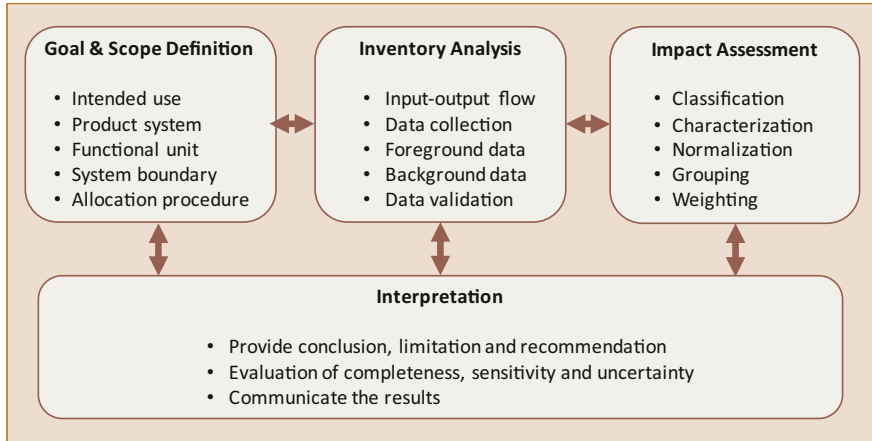 Goal & Scope Definition
• Intended use
• Product system
• Functional unit
• System boundary
• Allocation procedure
Inventory Analysis
• Input-output flow
• Data collection
• Foreground data
• Background data
• Data validation
Impact Assessment
• Classification
• Characterization
• Normalization
• Grouping
• Weighting
Interpretation
• Provide conclusion, limitation and recommendation
• Evaluation of completeness, sensitivity and uncertainty
• Communicate the results